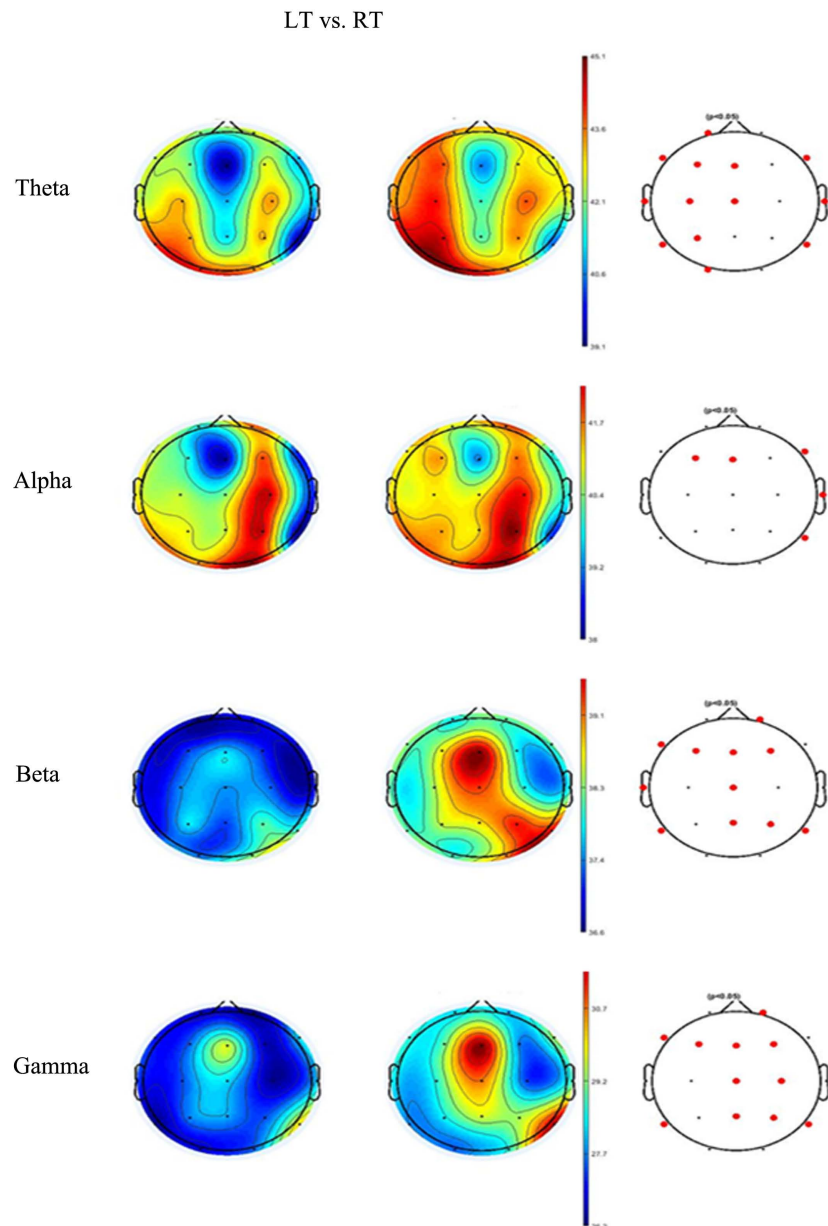 LT vs. RT
45.1
(p<0.05)
43.6
Theta
42.1
40.6
39.1
(p<0.05)
41.7
Alpha
40.4
39.2
38
(p<0.05)
39.1
Beta
38.3
37.4
36.6
(p<0.05)
30.7
Gamma
29.2
27.7